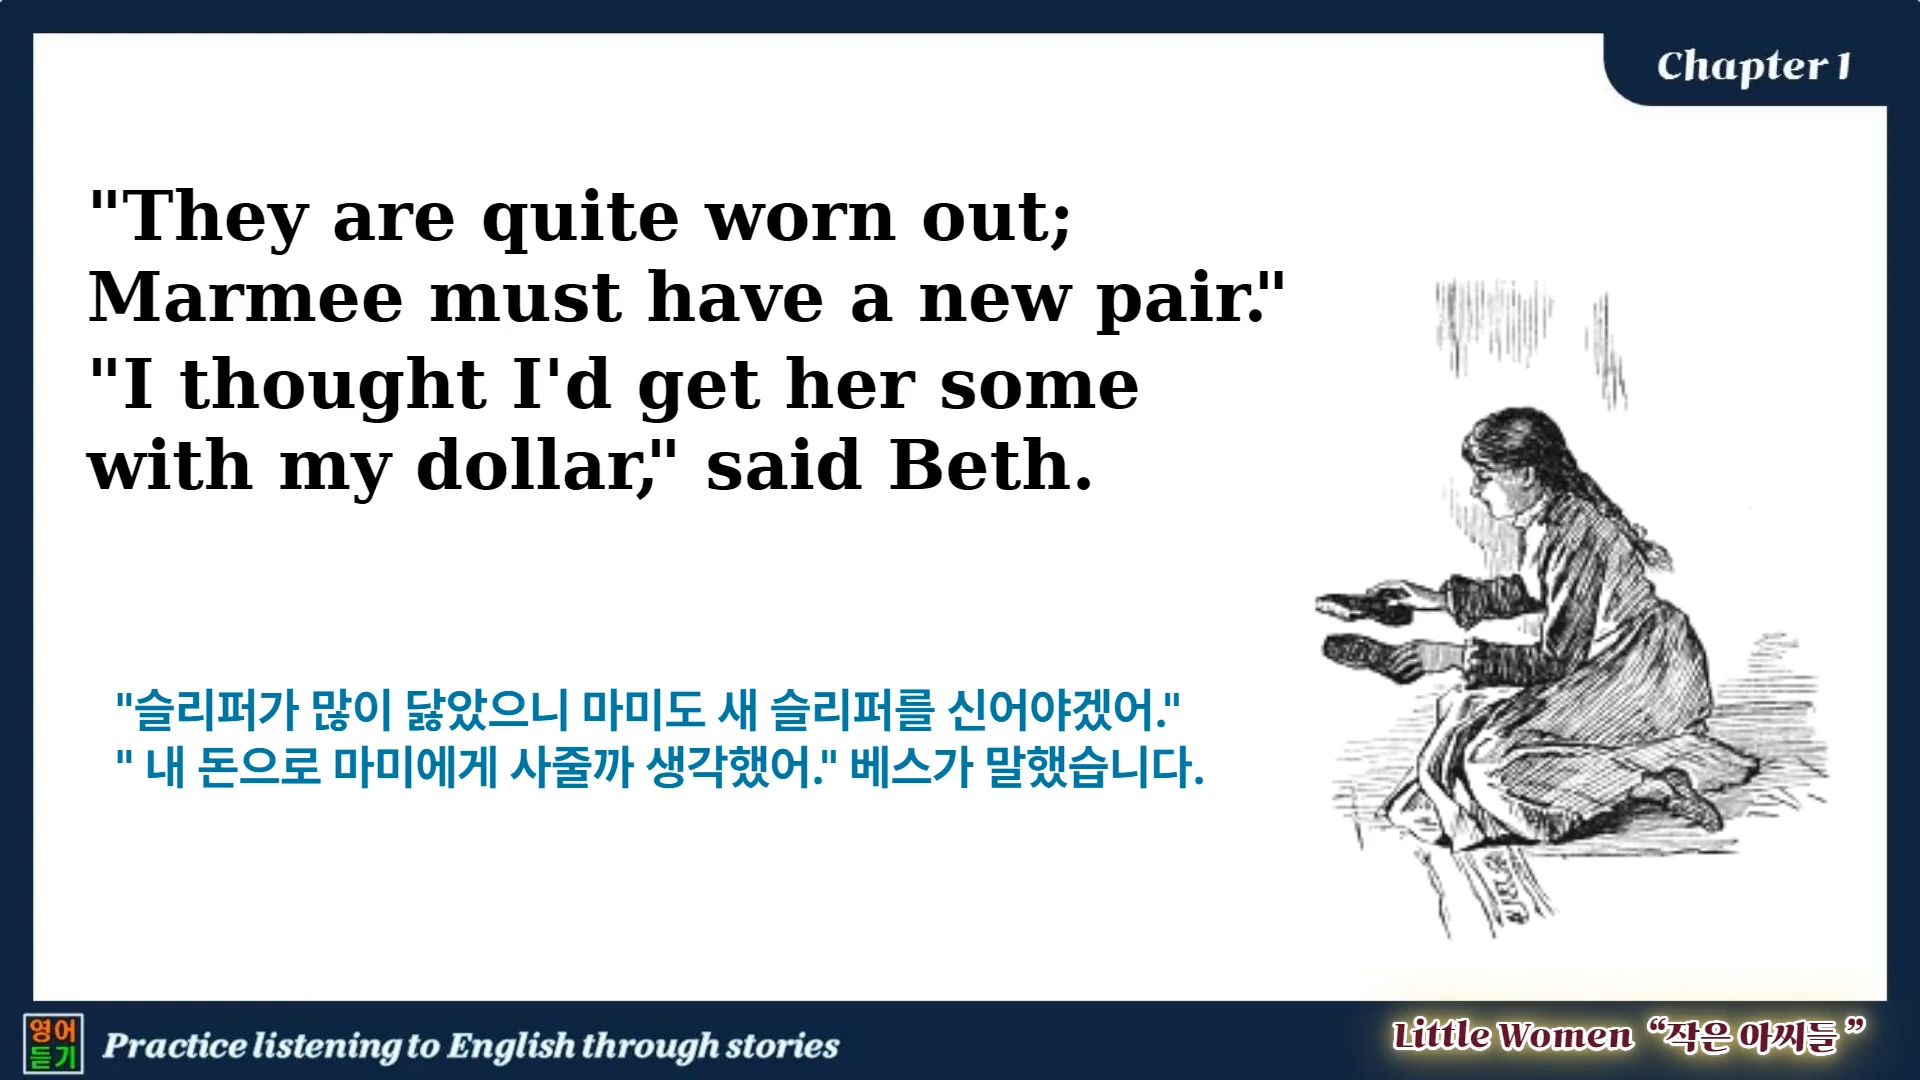 Chapter 1
"They are quite worn out;
Marmee must have a new pair."
"I thought I'd get her some
with my dollar," said Beth.
"슬리퍼가 많이 닳았으니 마미도 새 슬리퍼를 신어야겠어."
" 내 돈으로 마미에게 사줄까 생각했어." 베스가 말했습니다.
영어
듣기
Practice listening to English through stories
Little Women “작은 아씨들 ”